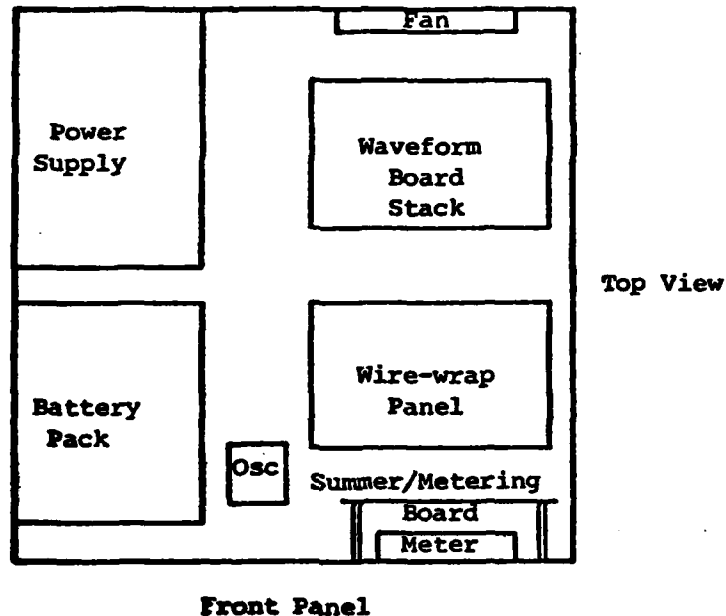 Fan
Power
Supply
Waveform
Board
Stack
Top View
Battery
Pack
Wire-wrap
Panel
Osc
Summer/Metering
Board
Meter
Front Panel